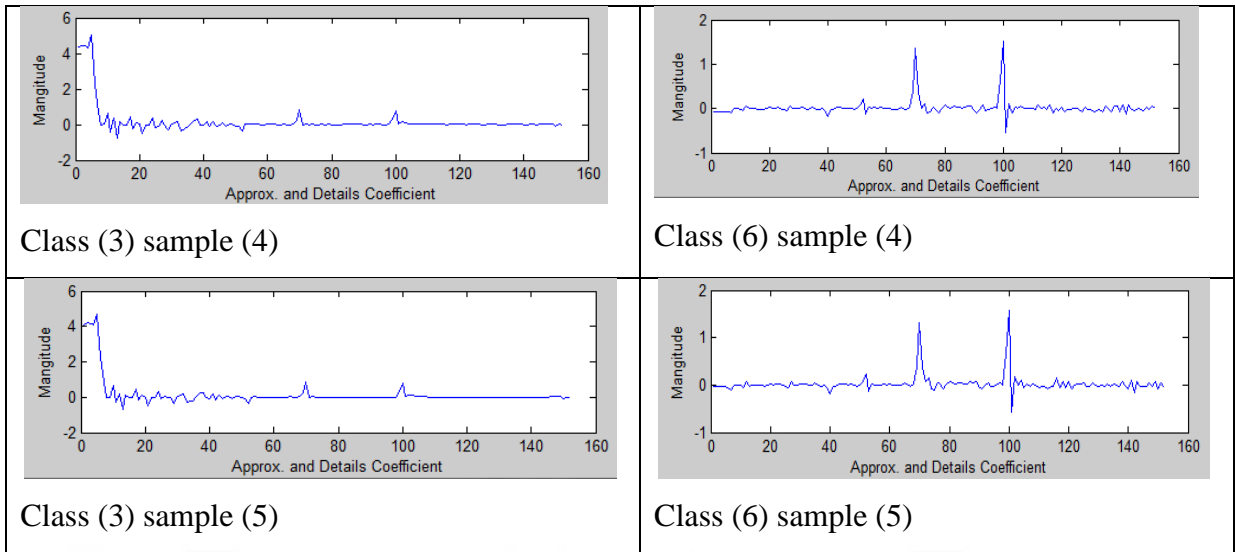 6
4
2
0
-2
Mangitude
0 20 40 60 80 100 120 140 160
Approx. and Details Coefficient
Class (3) sample (4)
2
1
0
-1
Mangitude
0 20 40 60 80 100 120 140 160
Approx. and Details Coefficient
Class (6) sample (4)
6
4
2
0
-2
Mangitude
0 20 40 60 80 100 120 140 160
Approx. and Details Coefficient
Class (3) sample (5)
2
1
0
-1
Mangitude
0 20 40 60 80 100 120 140 160
Approx. and Details Coefficient
Class (6) sample (5)